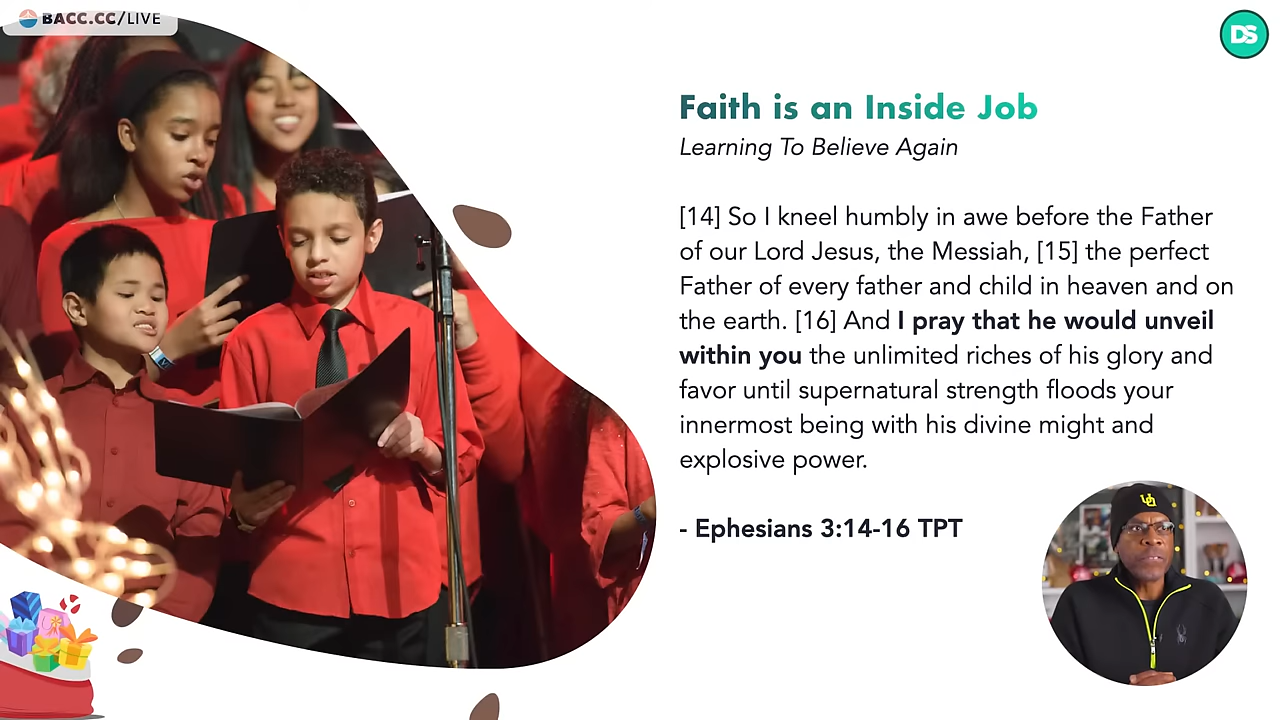 BACC.CC/LIVE
DS
Faith is an Inside Job
Learning To Believe Again
[14] So I kneel humbly in awe before the Father
of our Lord Jesus, the Messiah, [15] the perfect
Father of every father and child in heaven and on
the earth. [16] And I pray that he would unveil
within you the unlimited riches of his glory and
favor until supernatural strength floods your
innermost being with his divine might and
explosive power.
- Ephesians 3:14-16 TPT